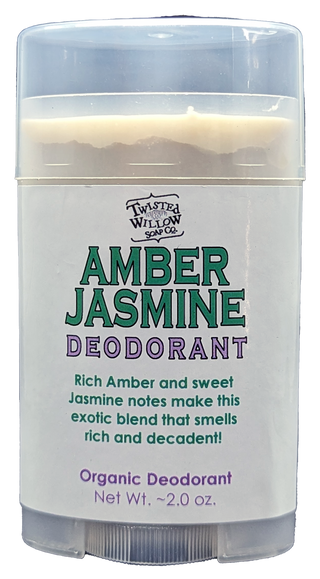 TWISTED
WILLOW
SOAP CO.
AMBER
JASMINE
DEODORANT
Rich Amber and sweet
Jasmine notes make this
exotic blend that smells
rich and decadent!
Organic Deodorant
Net Wt. ~2.0 oz.